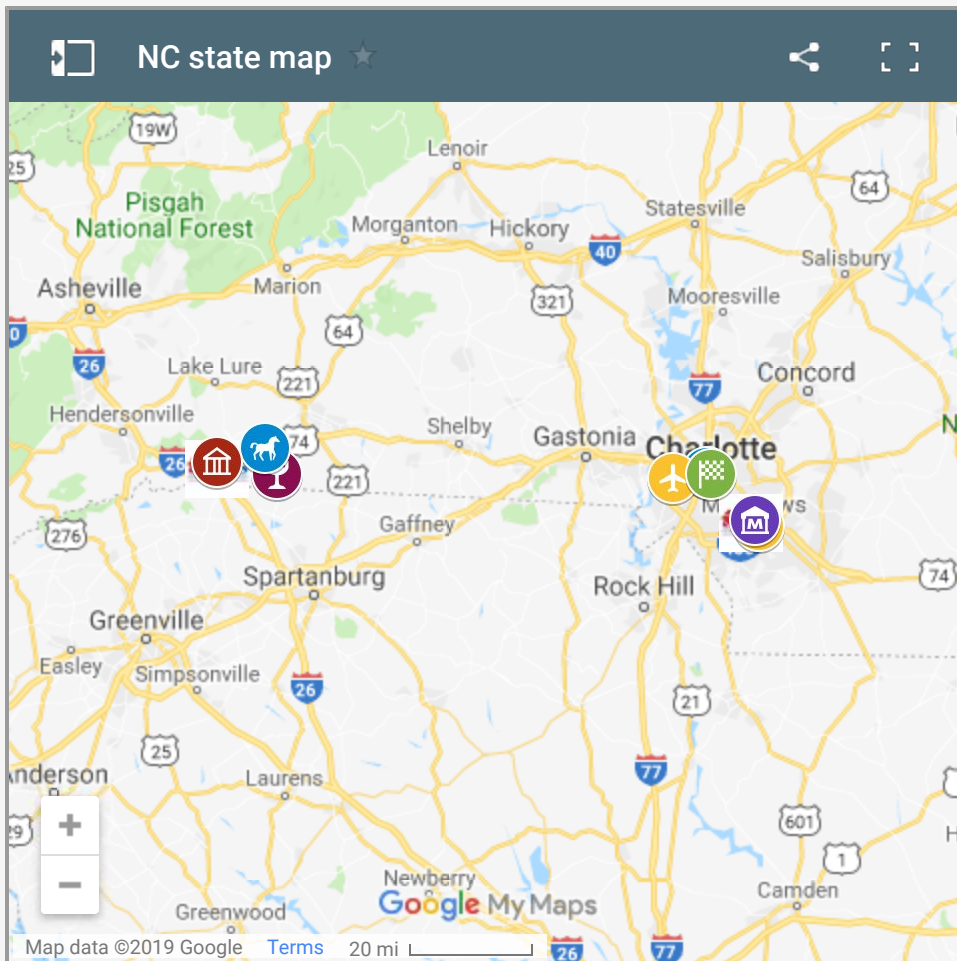 NC state map
19W
25
Lenoir
64
Pisgah
National Forest
Morganton
Hickory
Statesville
40
Salisbury
Asheville
Marion
321
Mooresville
64
26
Lake Lure
221
77
Concord
Hendersonville
74
Shelby
Gastonia
Charlotte
26
221
M
ws
276
Gaffney
M
Spartanburg
Rock Hill
74
Greenville
Easley
Simpsonville
26
21
25
Anderson
Laurens
77
29
601
1
Newberry
Camden
Google My Maps
Greenwood
Map data ©2019 Google
Terms
20 mi
26
77